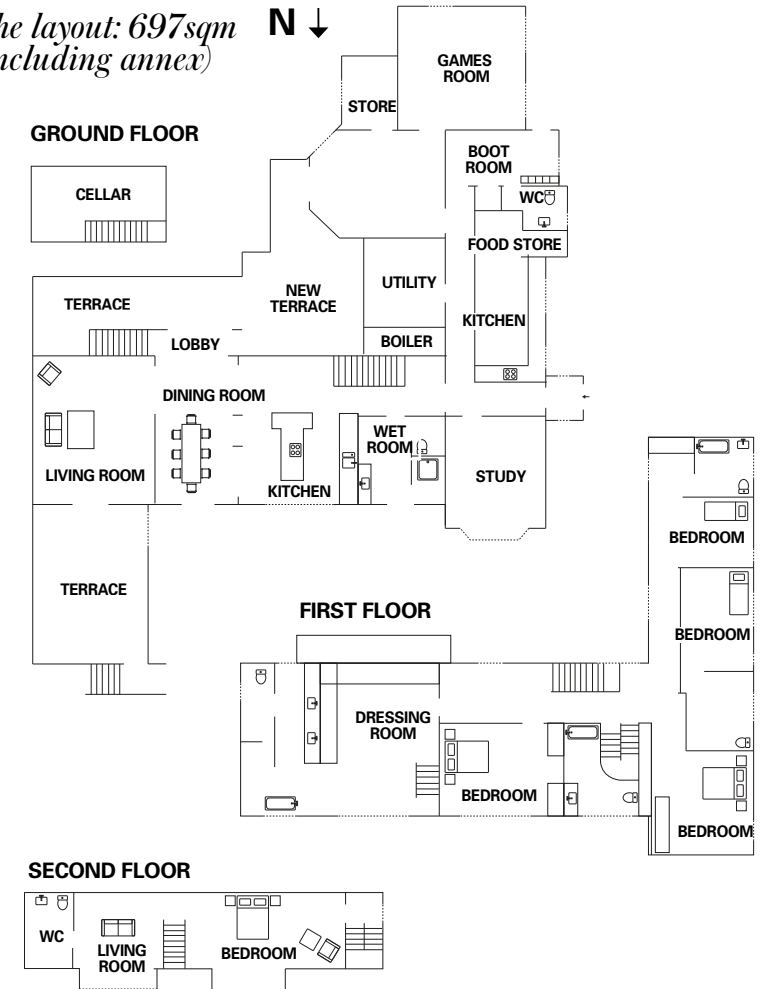 he layout: 697sqm
ncluding annex)
N
GROUND FLOOR
GAMES
ROOM
STORE
BOOT
ROOM
WC
CELLAR
FOOD STORE
UTILITY
TERRACE
NEW
TERRACE
KITCHEN
LOBBY
BOILER
DINING ROOM
WET
ROOM
LIVING ROOM
KITCHEN
STUDY
TERRACE
FIRST FLOOR
BEDROOM
BEDROOM
DRESSING
ROOM
BEDROOM
BEDROOM
SECOND FLOOR
WC
LIVING
ROOM
BEDROOM